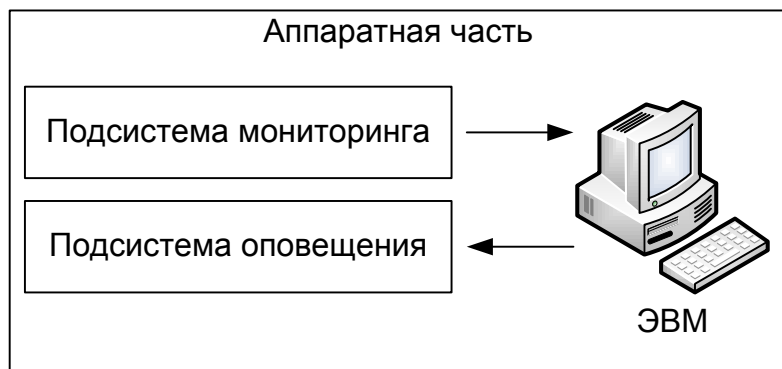 Аппаратная часть
Подсистема мониторинга
Подсистема оповещения
ЭВМ